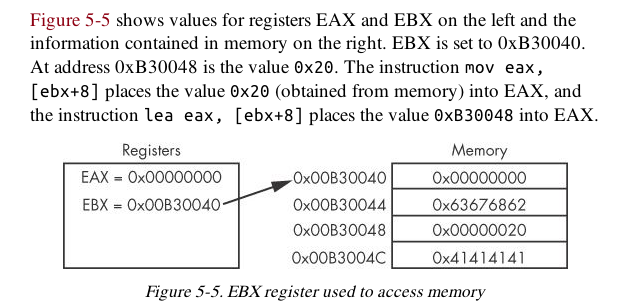 Figure 5-5 shows values for registers EAX and EBX on the left and the
information contained in memory on the right. EBX is set to 0xB30040.
At address 0xB30048 is the value 0x20. The instruction mov eax,
[ebx+8] places the value 0x20 (obtained from memory) into EAX, and
the instruction lea eax, [ebx+8] places the value 0xB30048 into EAX.
Registers
Memory
EAX = 0x00000000
0x00B30040
0x00000000
EBX = 0x00B30040
0x00B30044
0x63676862
0x00B30048
0x00000020
0x00B3004C
0x41414141
Figure 5-5. EBX register used to access memory